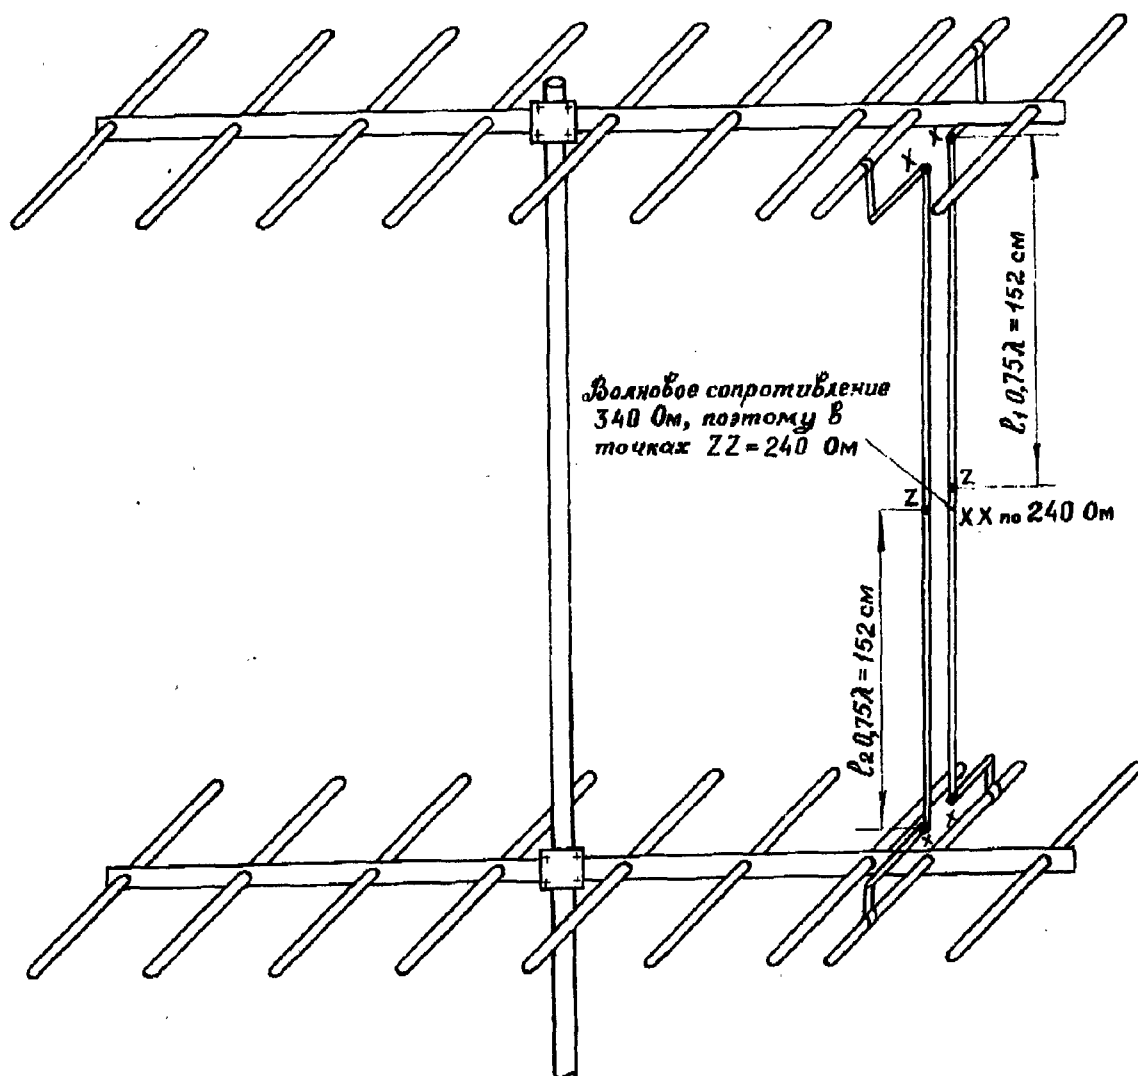 X
X
ℓ₁ 0,75λ = 152 см
Волновое сопротивление
340 Ом, поэтому в
точках ZZ = 240 Ом
Z
Z
XX по 240 Ом
ℓ₂ 0,75λ = 152 см
X
X